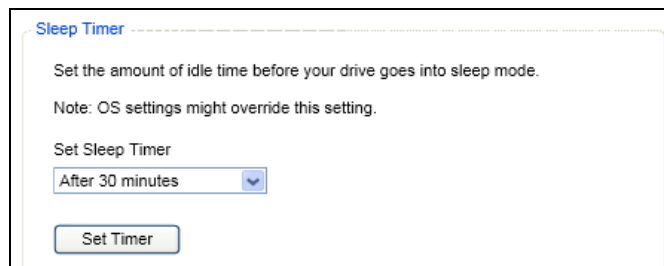 Sleep Timer
Set the amount of idle time before your drive goes into sleep mode.
Note: OS settings might override this setting.
Set Sleep Timer
After 30 minutes
Set Timer